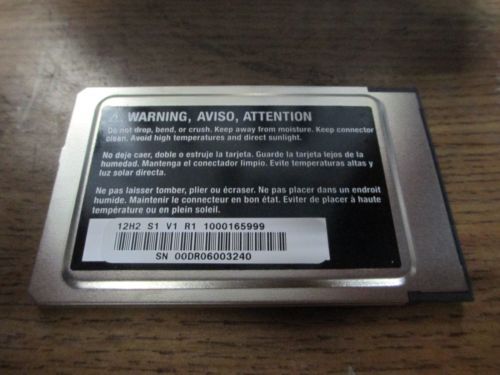 ⚠ WARNING, AVISO, ATTENTION
Do not drop, bend, or crush. Keep away from moisture. Keep connector
clean. Avoid high temperatures and direct sunlight.
No deje caer, doble o estruje la tarjeta. Guarde la tarjeta lejos de la
humedad. Mantenga el conectador limpio. Evite temperaturas altas y
luz solar directa.
Ne pas laisser tomber, plier ou écraser. Ne pas placer dans un endroit
humide. Maintenir le connecteur en bon état. Eviter de placer à haute
température ou en plein soleil.
12H2 S1 V1 R1 1000165999
SN 00DR06003240